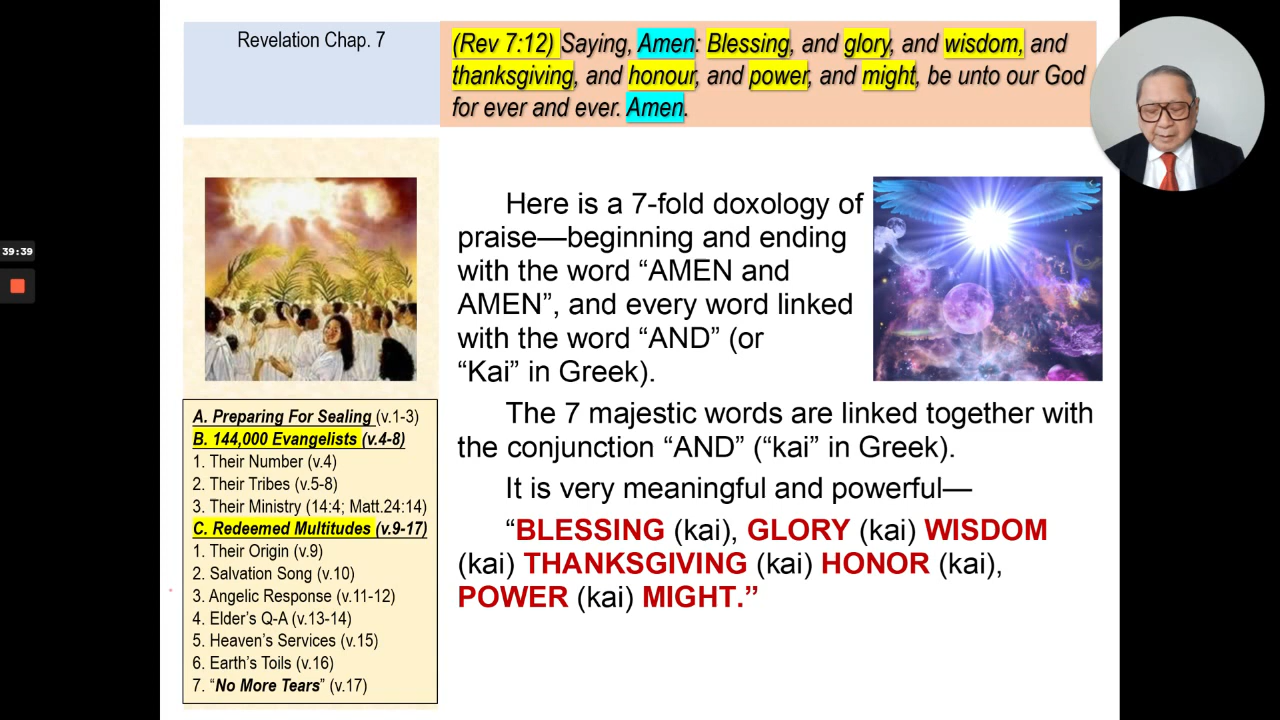 Revelation Chap. 7
(Rev 7:12) Saying, Amen: Blessing, and glory, and wisdom, and
thanksgiving, and honour, and power, and might, be unto our God
for ever and ever. Amen.
39:39
Here is a 7-fold doxology of
praise—beginning and ending
with the word “AMEN and
AMEN”, and every word linked
with the word “AND” (or
“Kai” in Greek).
The 7 majestic words are linked together with
the conjunction “AND” (“kai” in Greek).
It is very meaningful and powerful—
“BLESSING (kai), GLORY (kai) WISDOM
(kai) THANKSGIVING (kai) HONOR (kai),
POWER (kai) MIGHT.”
A. Preparing For Sealing (v.1-3)
B. 144,000 Evangelists (v.4-8)
1. Their Number (v.4)
2. Their Tribes (v.5-8)
3. Their Ministry (14:4; Matt.24:14)
C. Redeemed Multitudes (v.9-17)
1. Their Origin (v.9)
2. Salvation Song (v.10)
3. Angelic Response (v.11-12)
4. Elder’s Q-A (v.13-14)
5. Heaven’s Services (v.15)
6. Earth’s Toils (v.16)
7. “No More Tears” (v.17)